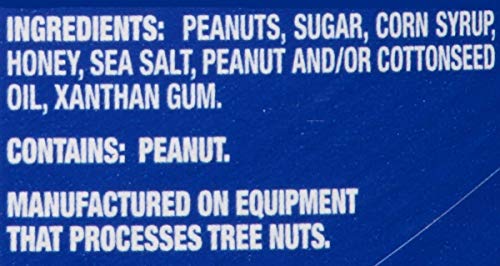 INGREDIENTS: PEANUTS, SUGAR, CORN SYRUP,
HONEY, SEA SALT, PEANUT AND/OR COTTONSEED
OIL, XANTHAN GUM.
CONTAINS: PEANUT.
MANUFACTURED ON EQUIPMENT
THAT PROCESSES TREE NUTS.